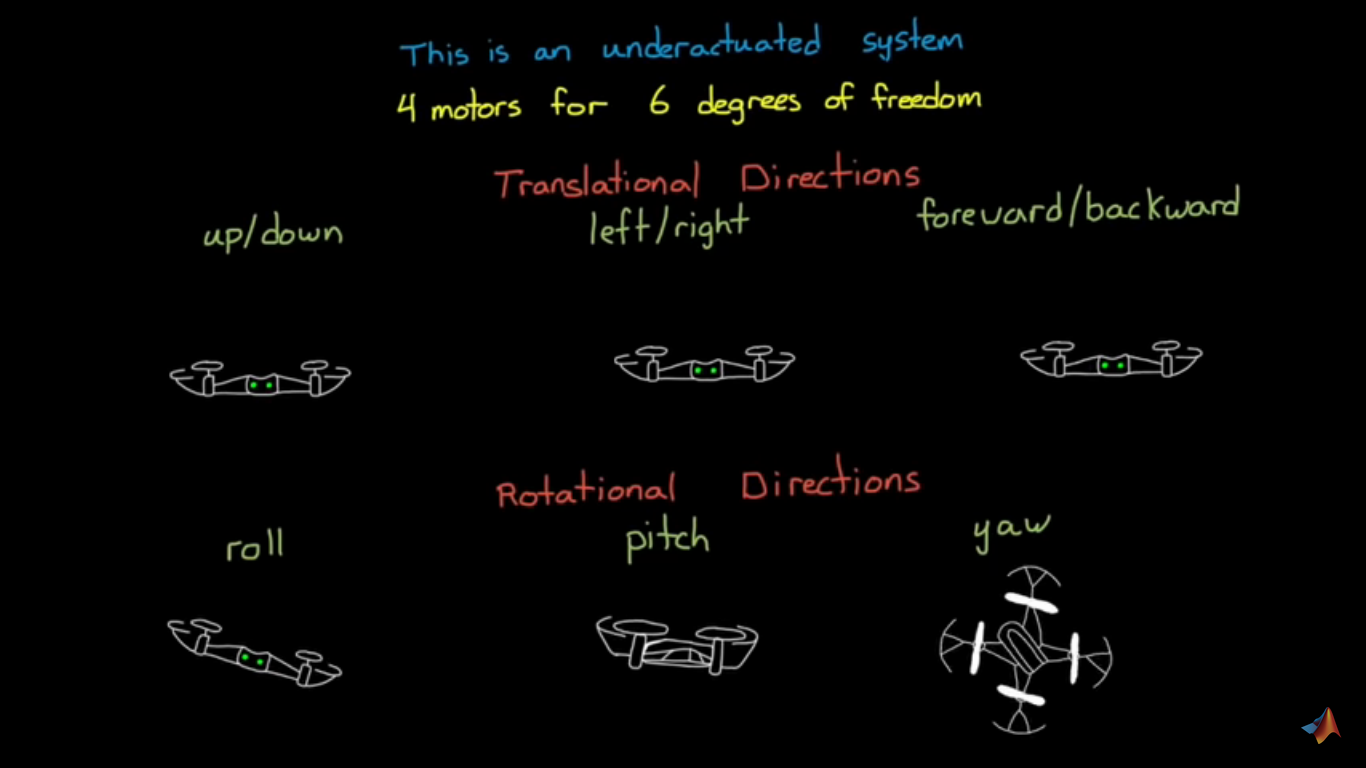 This is an underactuated system
4 motors for 6 degrees of freedom
Translational Directions
up/down left/right foreward/backward
Rotational Directions
roll pitch yaw